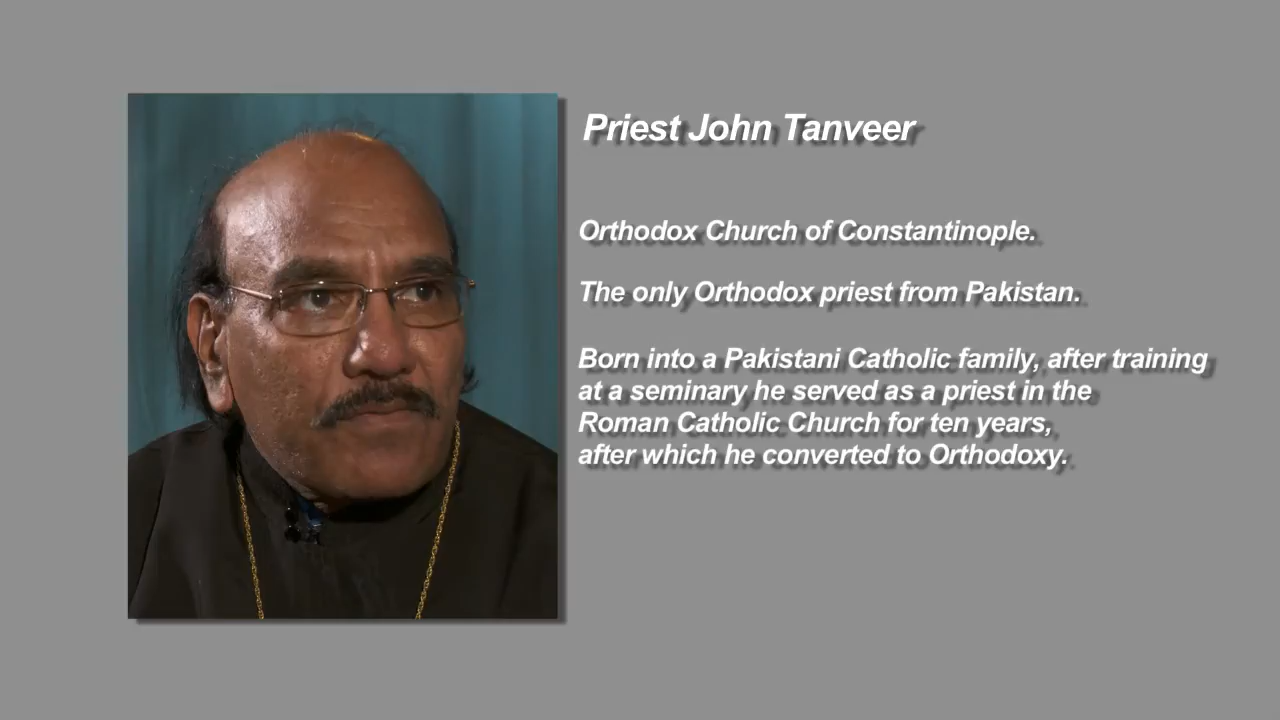 Priest John Tanveer
Orthodox Church of Constantinople.
The only Orthodox priest from Pakistan.
Born into a Pakistani Catholic family, after training
at a seminary he served as a priest in the
Roman Catholic Church for ten years,
after which he converted to Orthodoxy.